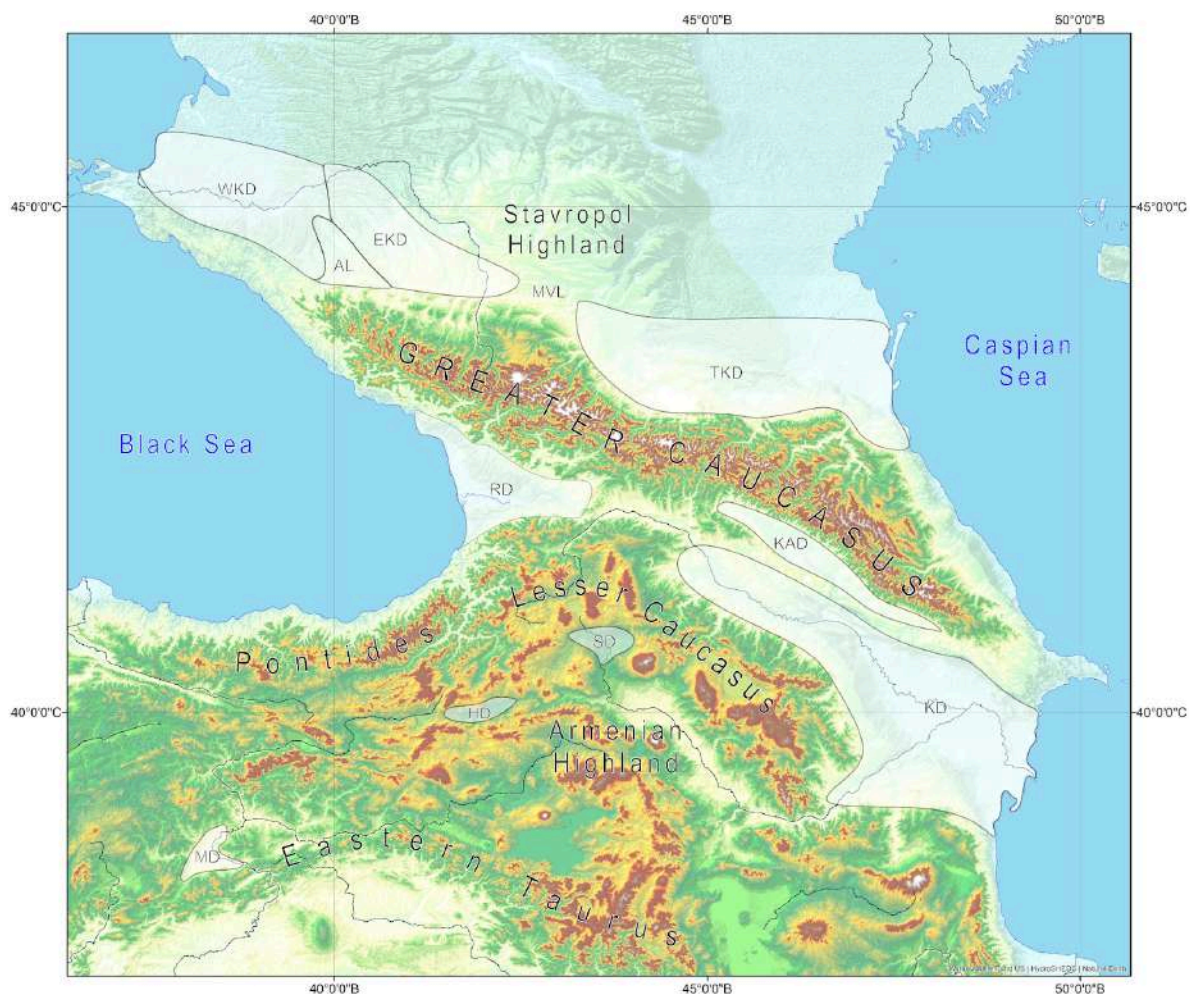 40°0'0"В 45°0'0"В 50°0'0"В
WKD
45°0'0"С 45°0'0"С
Stavropol
Highland
EKD
AL
MVL
Caspian
Sea
TKD
GREATER CAUCASUS
Black Sea
RD
KAD
Lesser Caucasus
Pontides
SD
KD
40°0'0"С 40°0'0"С
HD
Armenian
Highland
MD
Eastern Taurus
40°0'0"В 45°0'0"В 50°0'0"В